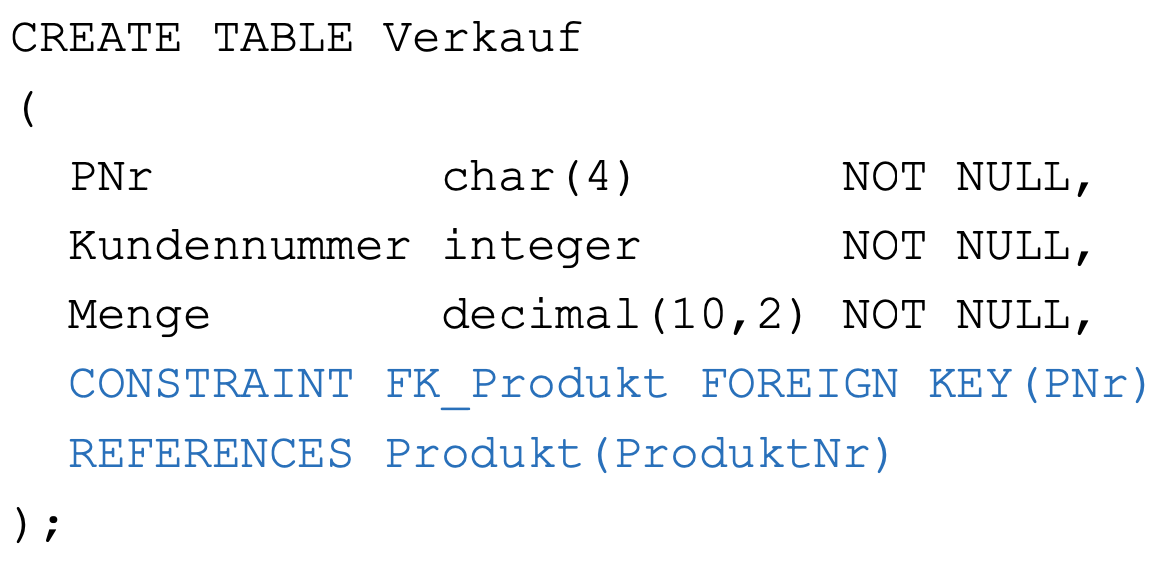 CREATE TABLE Verkauf
(
PNr char(4) NOT NULL,
Kundennummer integer NOT NULL,
Menge decimal(10,2) NOT NULL,
CONSTRAINT FK_Produkt FOREIGN KEY(PNr)
REFERENCES Produkt(ProduktNr)
);